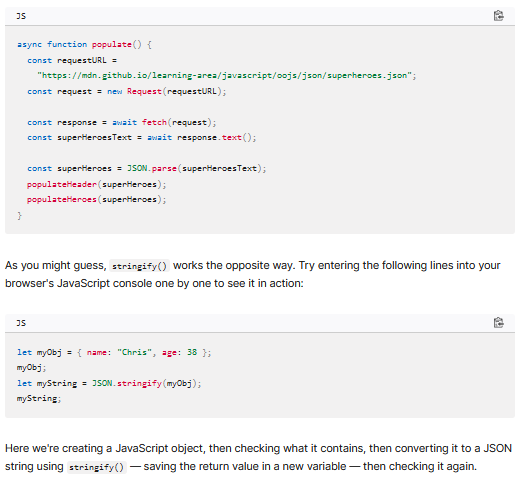 JS
async function populate() {
  const requestURL =
    "https://mdn.github.io/learning-area/javascript/oojs/json/superheroes.json";
  const request = new Request(requestURL);

  const response = await fetch(request);
  const superHeroesText = await response.text();

  const superHeroes = JSON.parse(superHeroesText);
  populateHeader(superHeroes);
  populateHeroes(superHeroes);
}
As you might guess, stringify() works the opposite way. Try entering the following lines into your
browser's JavaScript console one by one to see it in action:
JS
let myObj = { name: "Chris", age: 38 };
myObj;
let myString = JSON.stringify(myObj);
myString;
Here we're creating a JavaScript object, then checking what it contains, then converting it to a JSON
string using stringify() — saving the return value in a new variable — then checking it again.